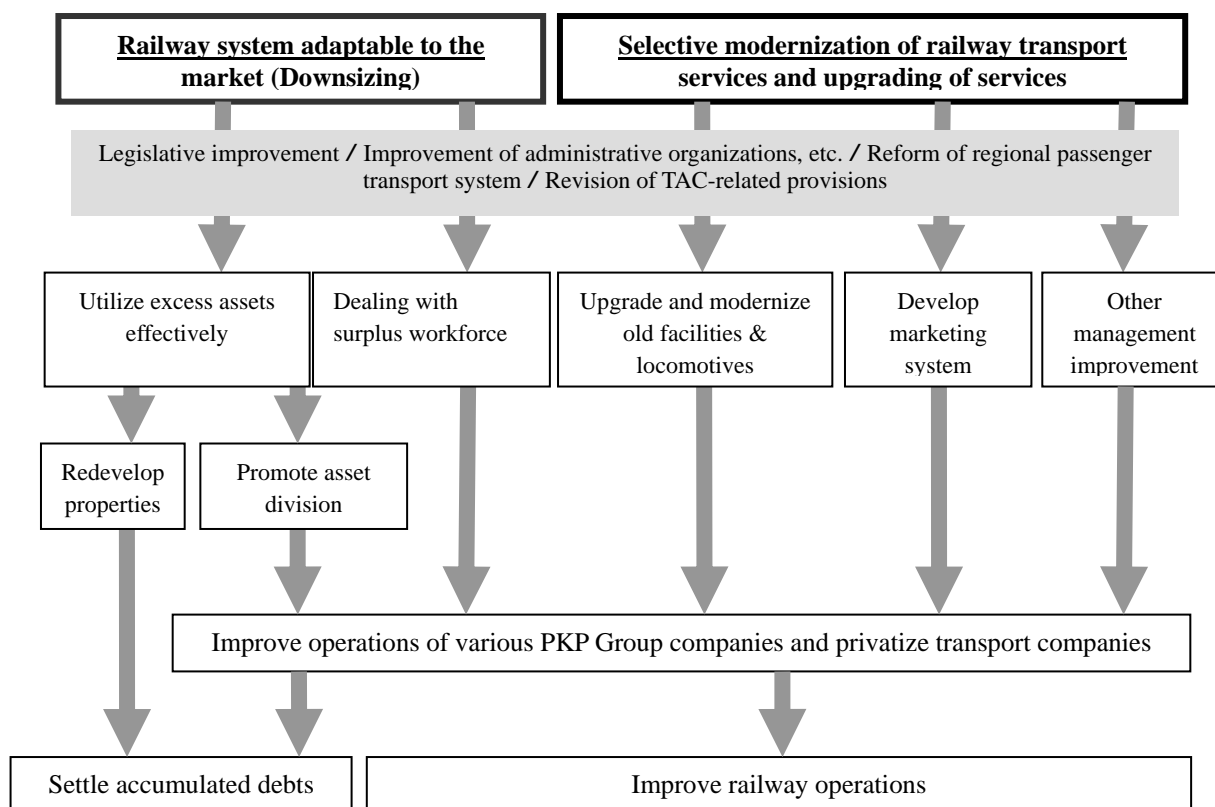 Railway system adaptable to the
market (Downsizing)
Selective modernization of railway transport
services and upgrading of services
Legislative improvement / Improvement of administrative organizations, etc. / Reform of regional passenger
transport system / Revision of TAC-related provisions
Utilize excess assets
effectively
Dealing with
surplus workforce
Upgrade and modernize
old facilities &
locomotives
Develop
marketing
system
Other
management
improvement
Redevelop
properties
Promote asset
division
Improve operations of various PKP Group companies and privatize transport companies
Settle accumulated debts
Improve railway operations